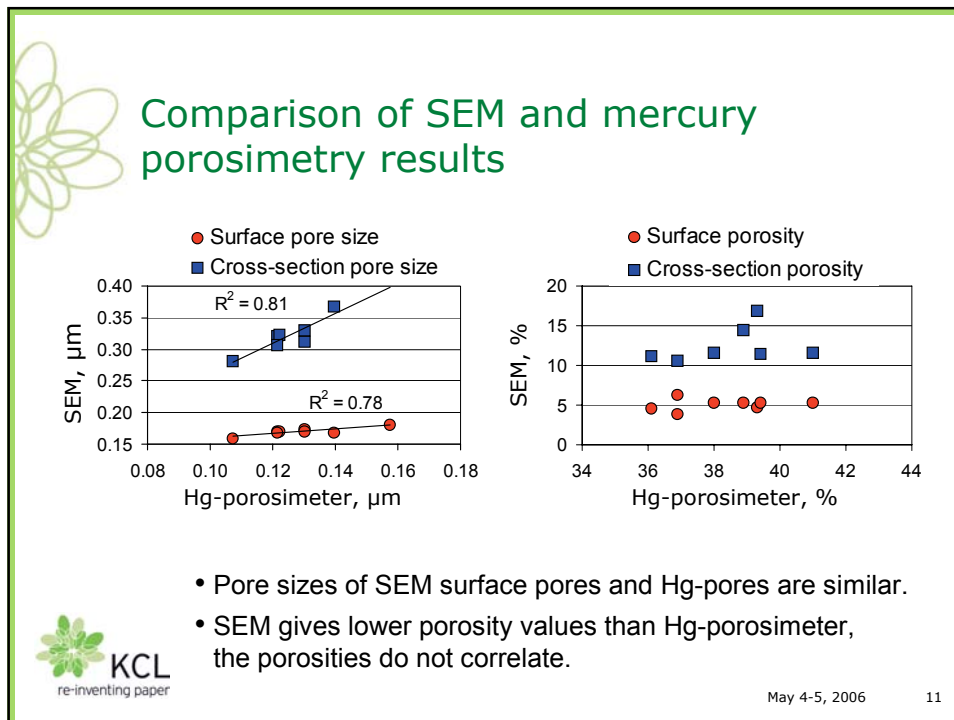 Comparison of SEM and mercury
porosimetry results
Surface pore size
Cross-section pore size
0.40
0.35
0.30
0.25
0.20
0.15
SEM, µm
R² = 0.81
R² = 0.78
0.08 0.10 0.12 0.14 0.16 0.18
Hg-porosimeter, µm
Surface porosity
Cross-section porosity
20
15
10
5
0
SEM, %
34 36 38 40 42 44
Hg-porosimeter, %
• Pore sizes of SEM surface pores and Hg-pores are similar.
• SEM gives lower porosity values than Hg-porosimeter,
the porosities do not correlate.
KCL
re-inventing paper
May 4-5, 2006 11